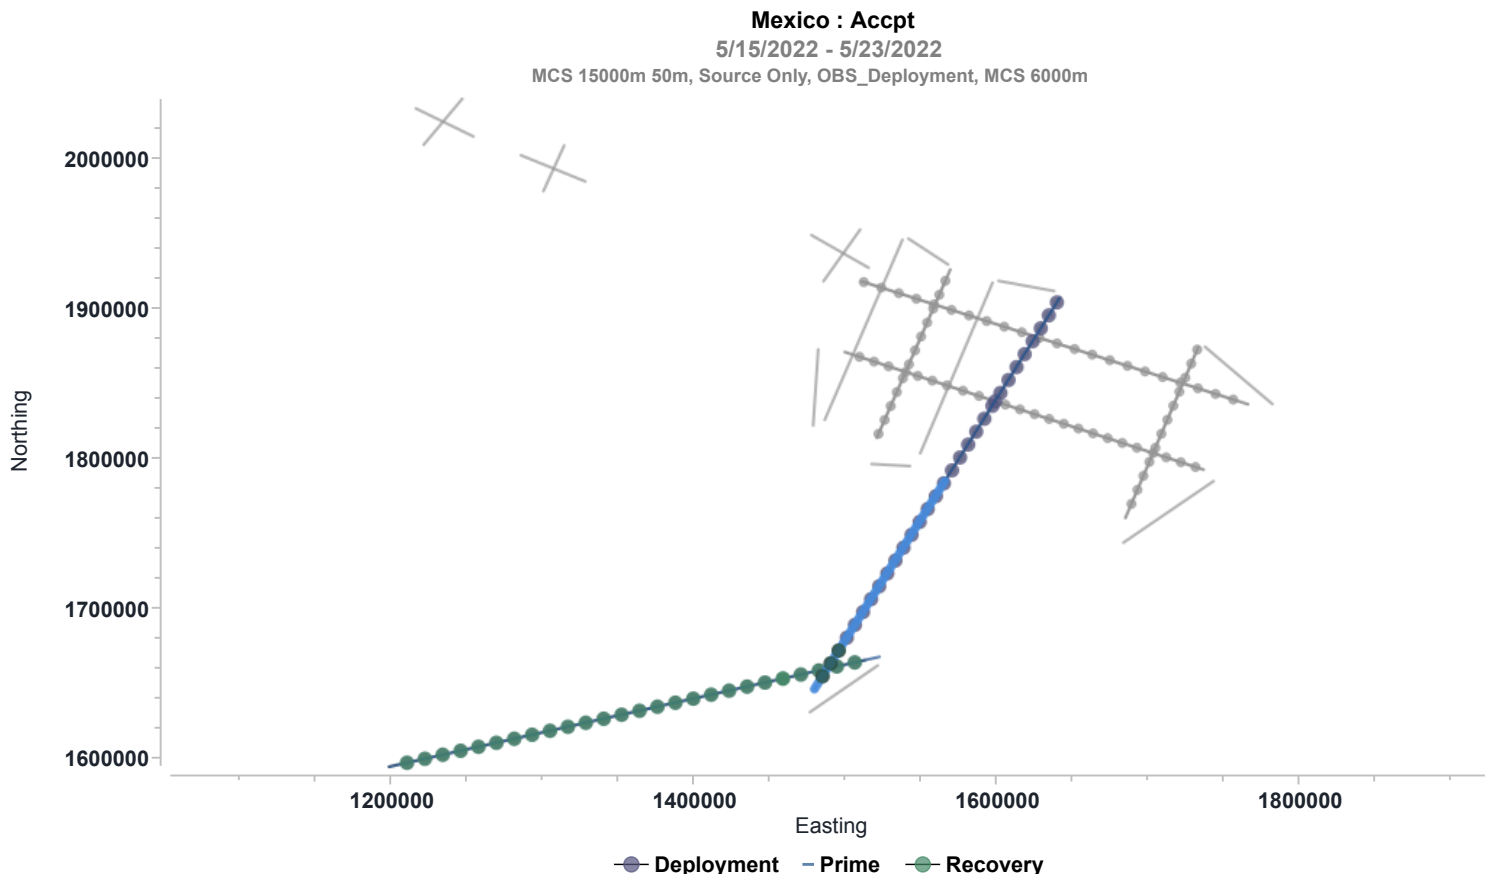 Mexico : Accpt
5/15/2022 - 5/23/2022
MCS 15000m 50m, Source Only, OBS_Deployment, MCS 6000m
2000000
1900000
1800000
1700000
1600000
Northing
1200000
1400000
1600000
1800000
Easting
Deployment
Prime
Recovery